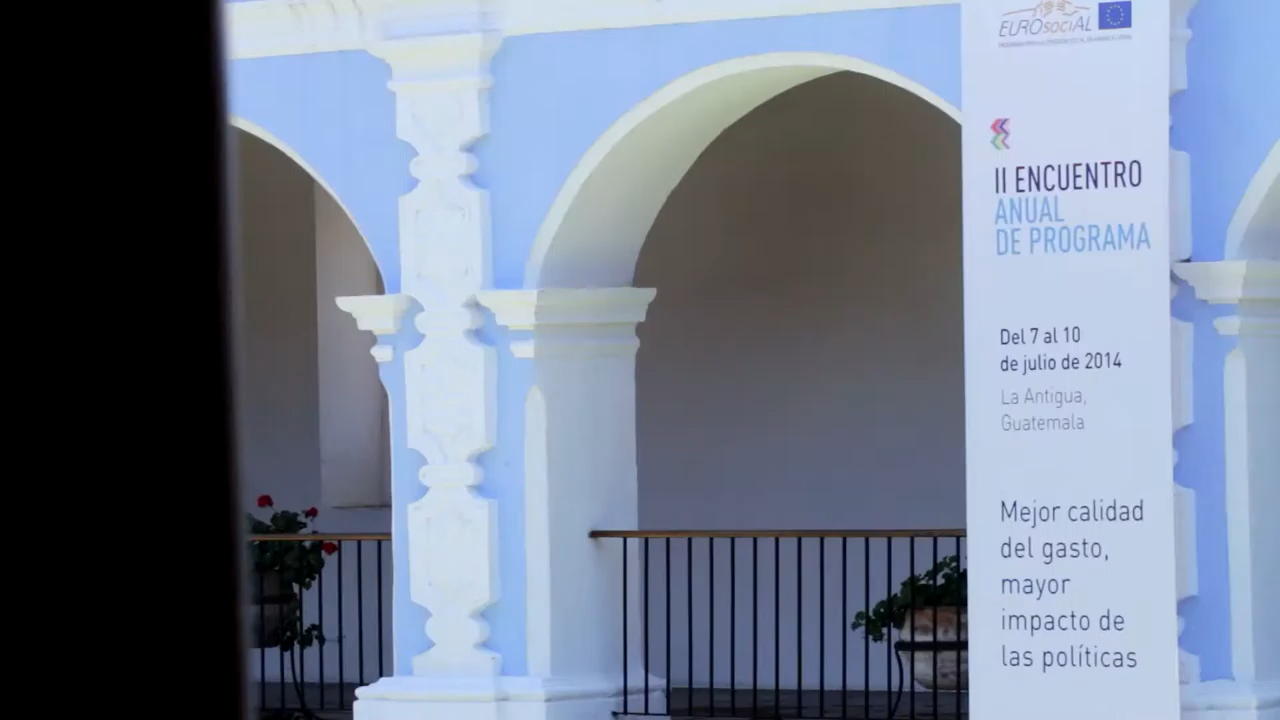 EUROsociAL
II ENCUENTRO
ANUAL
DE PROGRAMA
Del 7 al 10
de julio de 2014
La Antigua,
Guatemala
Mejor calidad
del gasto,
mayor
impacto de
las políticas